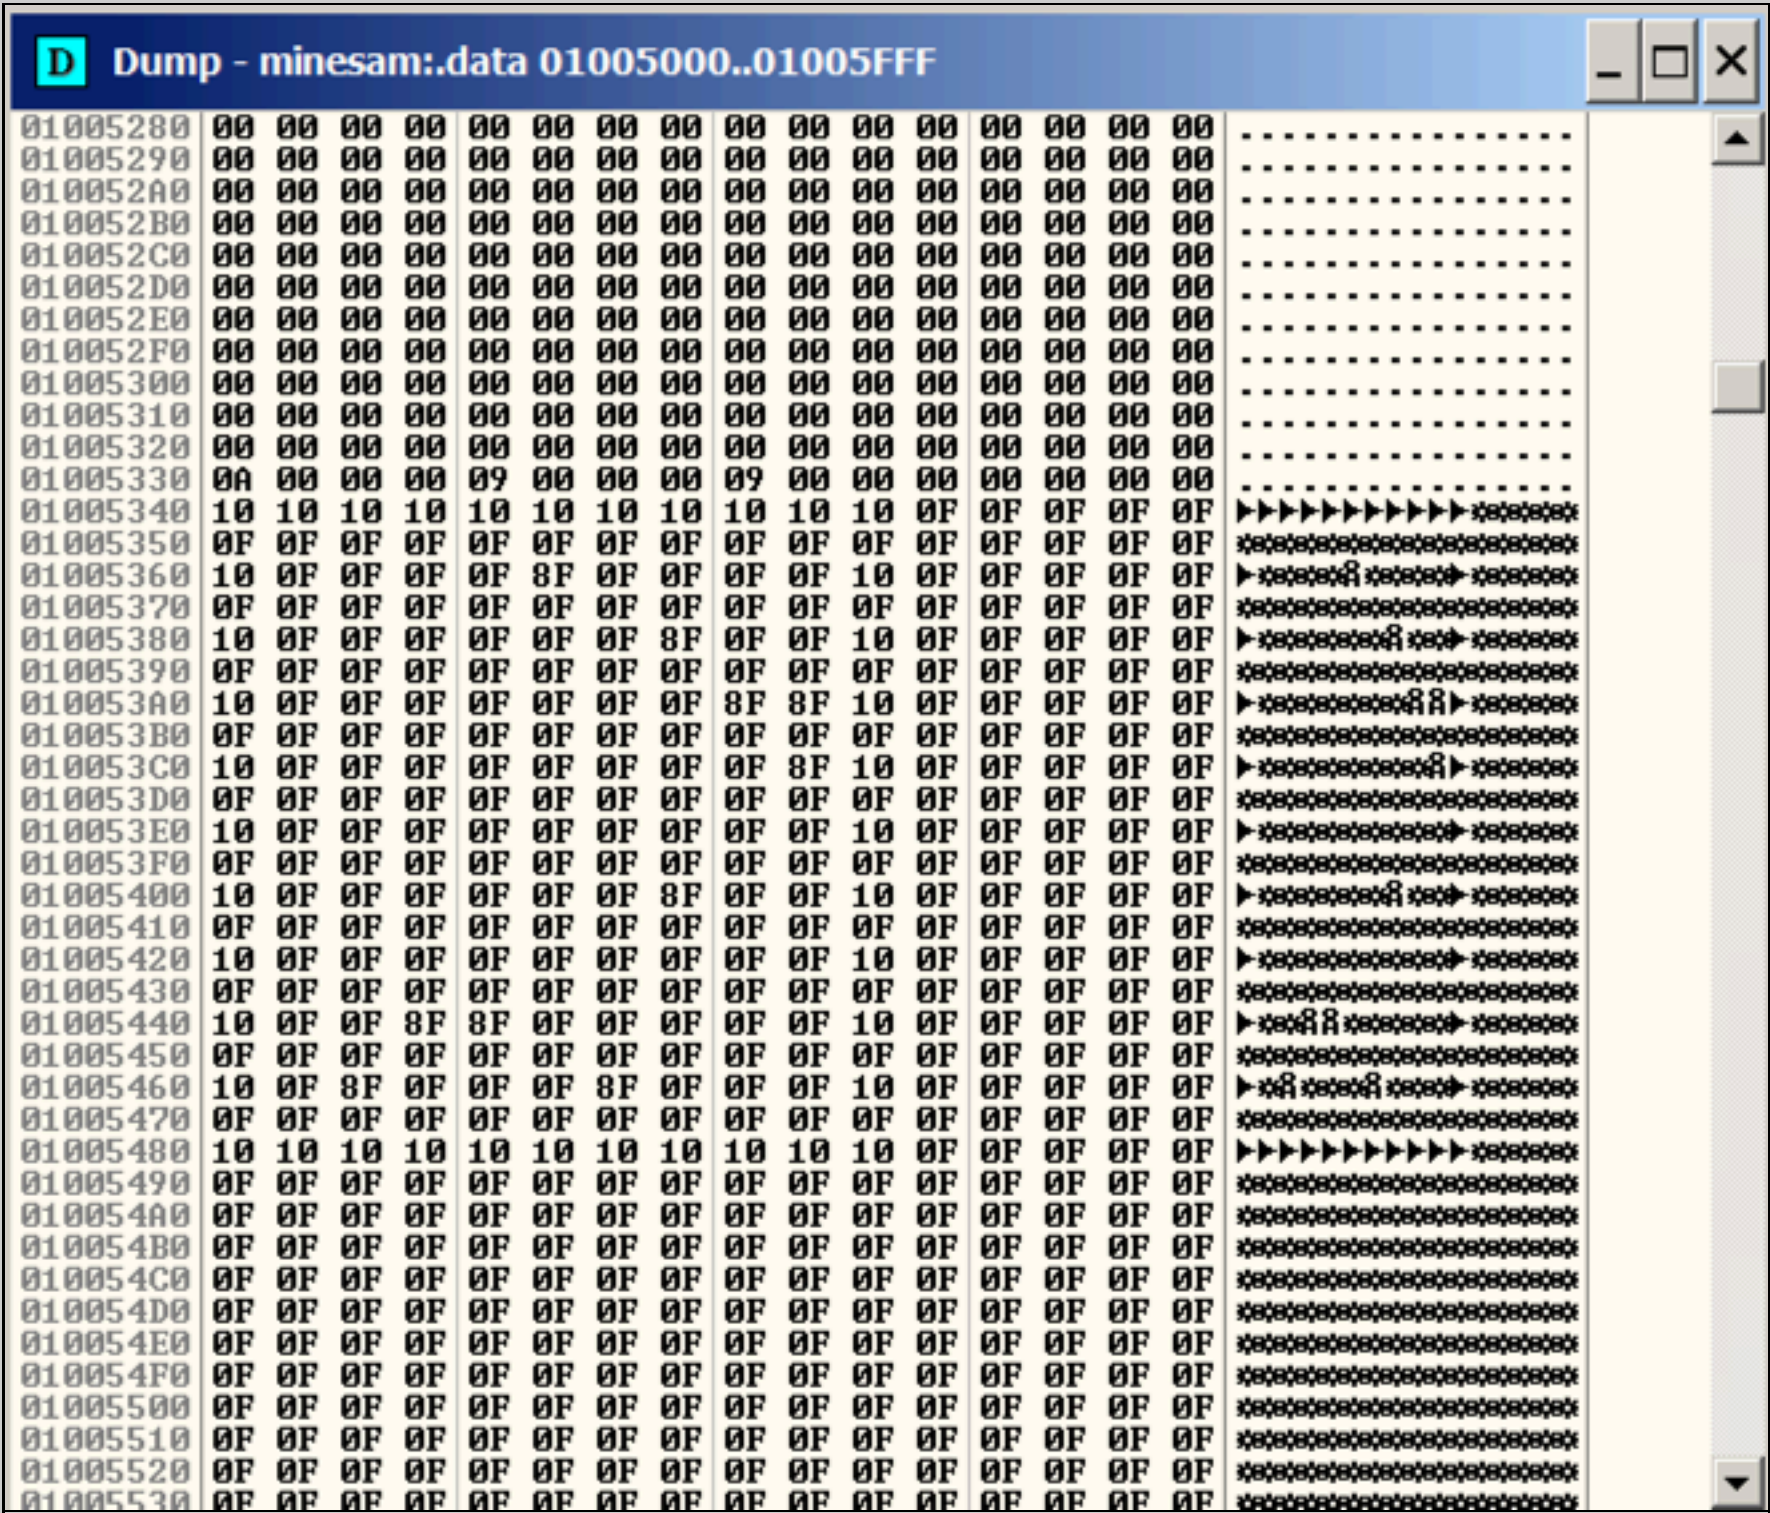 D Dump - minesam:.data 01005000..01005FFF
01005280 00 00 00 00 00 00 00 00 00 00 00 00 00 00 00 00 ................
01005290 00 00 00 00 00 00 00 00 00 00 00 00 00 00 00 00 ................
010052A0 00 00 00 00 00 00 00 00 00 00 00 00 00 00 00 00 ................
010052B0 00 00 00 00 00 00 00 00 00 00 00 00 00 00 00 00 ................
010052C0 00 00 00 00 00 00 00 00 00 00 00 00 00 00 00 00 ................
010052D0 00 00 00 00 00 00 00 00 00 00 00 00 00 00 00 00 ................
010052E0 00 00 00 00 00 00 00 00 00 00 00 00 00 00 00 00 ................
010052F0 00 00 00 00 00 00 00 00 00 00 00 00 00 00 00 00 ................
01005300 00 00 00 00 00 00 00 00 00 00 00 00 00 00 00 00 ................
01005310 00 00 00 00 00 00 00 00 00 00 00 00 00 00 00 00 ................
01005320 00 00 00 00 00 00 00 00 00 00 00 00 00 00 00 00 ................
01005330 0A 00 00 00 09 00 00 00 09 00 00 00 00 00 00 00 ................
01005340 10 10 10 10 10 10 10 10 10 10 10 0F 0F 0F 0F 0F ►►►►►►►►►►►☼☼☼☼☼
01005350 0F 0F 0F 0F 0F 0F 0F 0F 0F 0F 0F 0F 0F 0F 0F 0F ☼☼☼☼☼☼☼☼☼☼☼☼☼☼☼☼
01005360 10 0F 0F 0F 0F 8F 0F 0F 0F 0F 10 0F 0F 0F 0F 0F ►☼☼☼☼Å☼☼☼☼►☼☼☼☼☼
01005370 0F 0F 0F 0F 0F 0F 0F 0F 0F 0F 0F 0F 0F 0F 0F 0F ☼☼☼☼☼☼☼☼☼☼☼☼☼☼☼☼
01005380 10 0F 0F 0F 0F 0F 0F 8F 0F 0F 10 0F 0F 0F 0F 0F ►☼☼☼☼☼☼Å☼☼►☼☼☼☼☼
01005390 0F 0F 0F 0F 0F 0F 0F 0F 0F 0F 0F 0F 0F 0F 0F 0F ☼☼☼☼☼☼☼☼☼☼☼☼☼☼☼☼
010053A0 10 0F 0F 0F 0F 0F 0F 0F 8F 8F 10 0F 0F 0F 0F 0F ►☼☼☼☼☼☼☼ÅÅ►☼☼☼☼☼
010053B0 0F 0F 0F 0F 0F 0F 0F 0F 0F 0F 0F 0F 0F 0F 0F 0F ☼☼☼☼☼☼☼☼☼☼☼☼☼☼☼☼
010053C0 10 0F 0F 0F 0F 0F 0F 0F 0F 8F 10 0F 0F 0F 0F 0F ►☼☼☼☼☼☼☼☼Å►☼☼☼☼☼
010053D0 0F 0F 0F 0F 0F 0F 0F 0F 0F 0F 0F 0F 0F 0F 0F 0F ☼☼☼☼☼☼☼☼☼☼☼☼☼☼☼☼
010053E0 10 0F 0F 0F 0F 0F 0F 0F 0F 0F 10 0F 0F 0F 0F 0F ►☼☼☼☼☼☼☼☼☼►☼☼☼☼☼
010053F0 0F 0F 0F 0F 0F 0F 0F 0F 0F 0F 0F 0F 0F 0F 0F 0F ☼☼☼☼☼☼☼☼☼☼☼☼☼☼☼☼
01005400 10 0F 0F 0F 0F 0F 0F 8F 0F 0F 10 0F 0F 0F 0F 0F ►☼☼☼☼☼☼Å☼☼►☼☼☼☼☼
01005410 0F 0F 0F 0F 0F 0F 0F 0F 0F 0F 0F 0F 0F 0F 0F 0F ☼☼☼☼☼☼☼☼☼☼☼☼☼☼☼☼
01005420 10 0F 0F 0F 0F 0F 0F 0F 0F 0F 10 0F 0F 0F 0F 0F ►☼☼☼☼☼☼☼☼☼►☼☼☼☼☼
01005430 0F 0F 0F 0F 0F 0F 0F 0F 0F 0F 0F 0F 0F 0F 0F 0F ☼☼☼☼☼☼☼☼☼☼☼☼☼☼☼☼
01005440 10 0F 0F 8F 8F 0F 0F 0F 0F 0F 10 0F 0F 0F 0F 0F ►☼☼ÅÅ☼☼☼☼☼►☼☼☼☼☼
01005450 0F 0F 0F 0F 0F 0F 0F 0F 0F 0F 0F 0F 0F 0F 0F 0F ☼☼☼☼☼☼☼☼☼☼☼☼☼☼☼☼
01005460 10 0F 8F 0F 0F 0F 8F 0F 0F 0F 10 0F 0F 0F 0F 0F ►☼Å☼☼☼Å☼☼☼►☼☼☼☼☼
01005470 0F 0F 0F 0F 0F 0F 0F 0F 0F 0F 0F 0F 0F 0F 0F 0F ☼☼☼☼☼☼☼☼☼☼☼☼☼☼☼☼
01005480 10 10 10 10 10 10 10 10 10 10 10 0F 0F 0F 0F 0F ►►►►►►►►►►►☼☼☼☼☼
01005490 0F 0F 0F 0F 0F 0F 0F 0F 0F 0F 0F 0F 0F 0F 0F 0F ☼☼☼☼☼☼☼☼☼☼☼☼☼☼☼☼
010054A0 0F 0F 0F 0F 0F 0F 0F 0F 0F 0F 0F 0F 0F 0F 0F 0F ☼☼☼☼☼☼☼☼☼☼☼☼☼☼☼☼
010054B0 0F 0F 0F 0F 0F 0F 0F 0F 0F 0F 0F 0F 0F 0F 0F 0F ☼☼☼☼☼☼☼☼☼☼☼☼☼☼☼☼
010054C0 0F 0F 0F 0F 0F 0F 0F 0F 0F 0F 0F 0F 0F 0F 0F 0F ☼☼☼☼☼☼☼☼☼☼☼☼☼☼☼☼
010054D0 0F 0F 0F 0F 0F 0F 0F 0F 0F 0F 0F 0F 0F 0F 0F 0F ☼☼☼☼☼☼☼☼☼☼☼☼☼☼☼☼
010054E0 0F 0F 0F 0F 0F 0F 0F 0F 0F 0F 0F 0F 0F 0F 0F 0F ☼☼☼☼☼☼☼☼☼☼☼☼☼☼☼☼
010054F0 0F 0F 0F 0F 0F 0F 0F 0F 0F 0F 0F 0F 0F 0F 0F 0F ☼☼☼☼☼☼☼☼☼☼☼☼☼☼☼☼
01005500 0F 0F 0F 0F 0F 0F 0F 0F 0F 0F 0F 0F 0F 0F 0F 0F ☼☼☼☼☼☼☼☼☼☼☼☼☼☼☼☼
01005510 0F 0F 0F 0F 0F 0F 0F 0F 0F 0F 0F 0F 0F 0F 0F 0F ☼☼☼☼☼☼☼☼☼☼☼☼☼☼☼☼
01005520 0F 0F 0F 0F 0F 0F 0F 0F 0F 0F 0F 0F 0F 0F 0F 0F ☼☼☼☼☼☼☼☼☼☼☼☼☼☼☼☼
01005530 0F 0F 0F 0F 0F 0F 0F 0F 0F 0F 0F 0F 0F 0F 0F 0F ☼☼☼☼☼☼☼☼☼☼☼☼☼☼☼☼